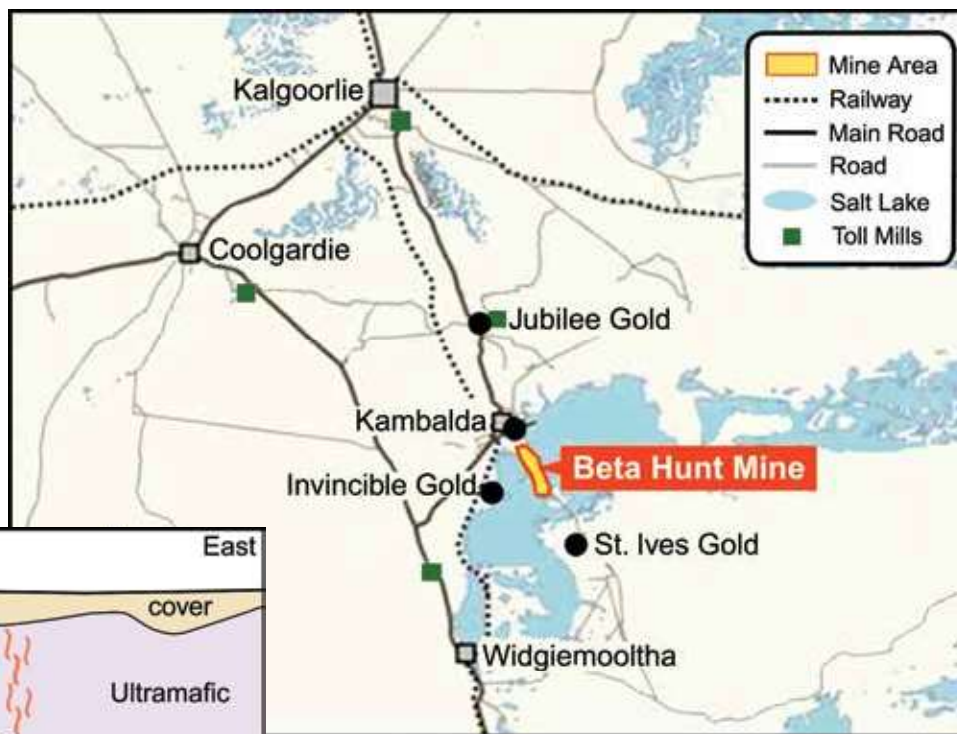 Kalgoorlie
Mine Area
Railway
Main Road
Road
Salt Lake
Toll Mills
Coolgardie
Jubilee Gold
Kambalda
Beta Hunt Mine
Invincible Gold
St. Ives Gold
Widgiemooltha
East
cover
Ultramafic